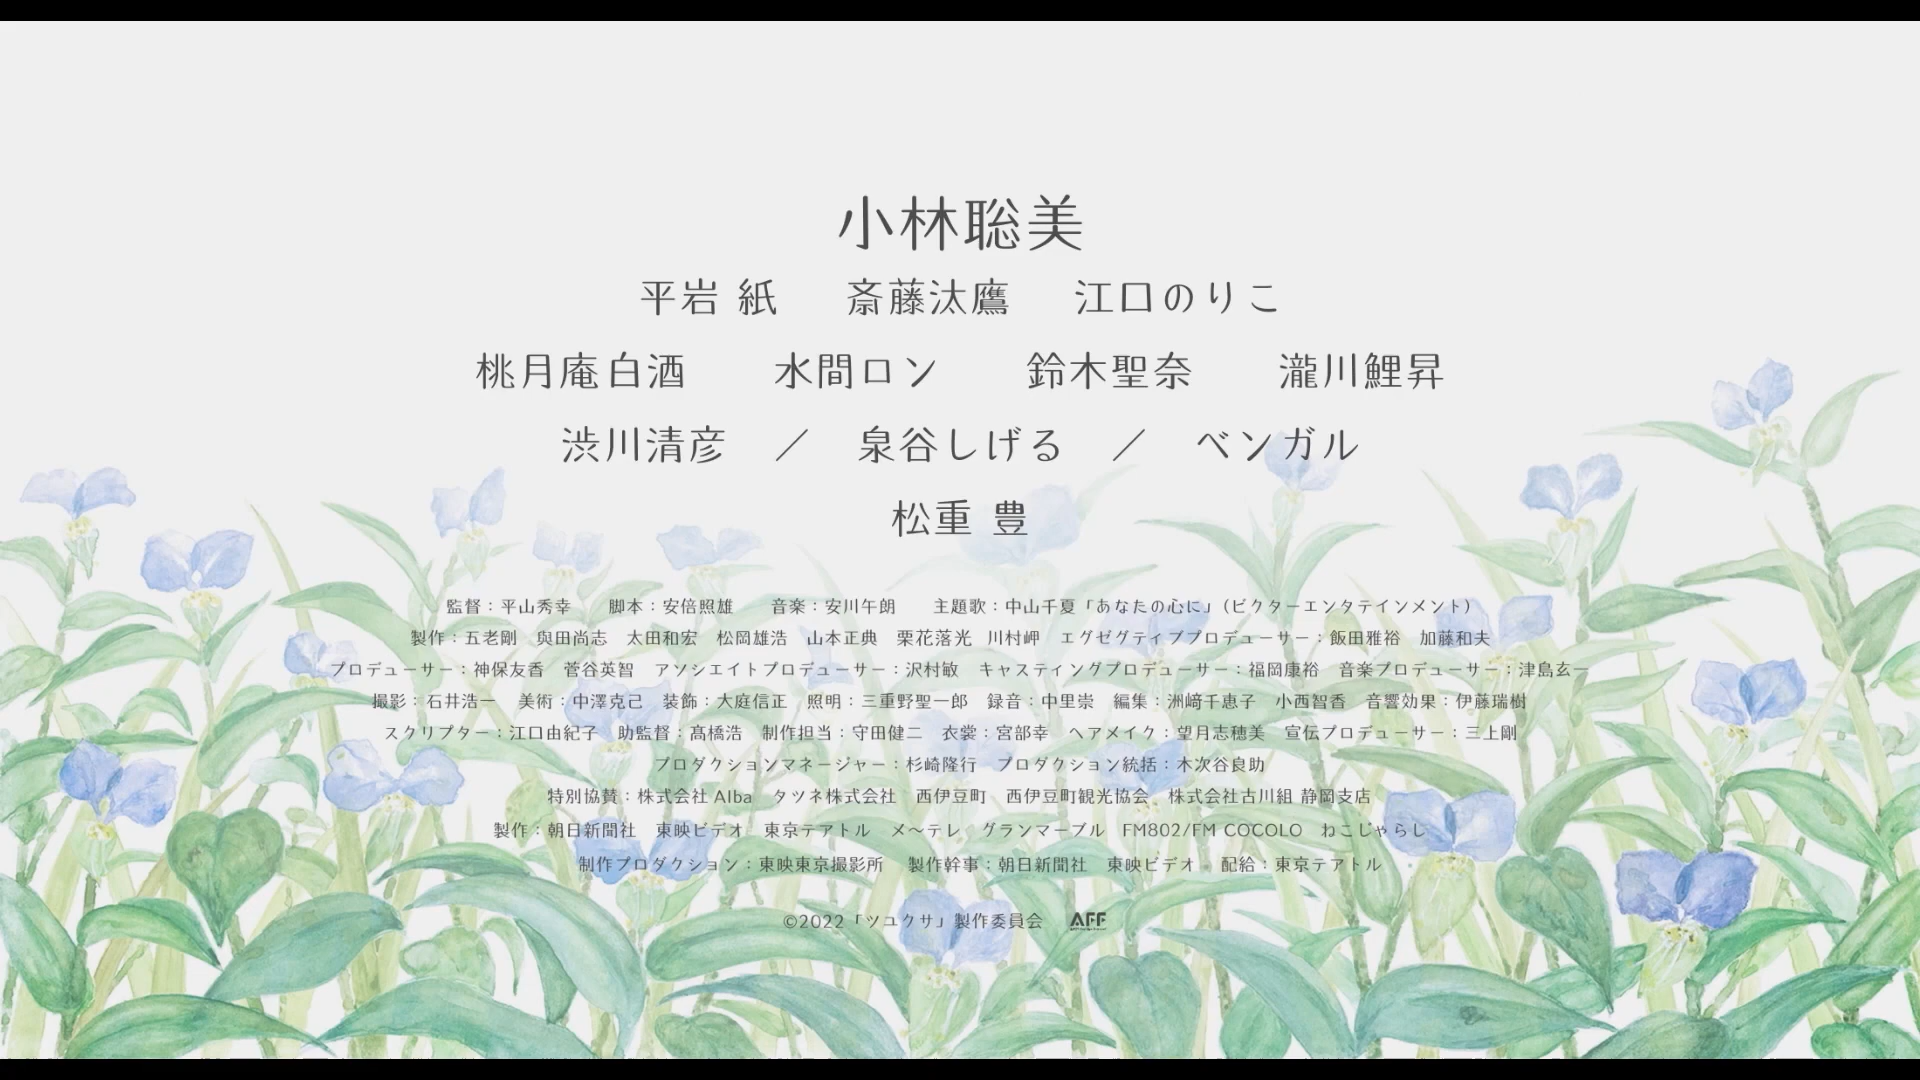 小林聡美
平岩 紙　斎藤汰鷹　江口のりこ
桃月庵白酒　水間ロン　鈴木聖奈　瀧川鯉昇
渋川清彦　／　泉谷しげる　／　ベンガル
松重 豊
監督：平山秀幸　脚本：安倍照雄　音楽：安川午朗　主題歌：中山千夏「あなたの心に」（ビクターエンタテインメント）
製作：五老剛　與田尚志　太田和宏　松岡雄浩　山本正典　栗花落光　川村岬　エグゼグティブプロデューサー：飯田雅裕　加藤和夫
プロデューサー：神保友香　菅谷英智　アソシエイトプロデューサー：沢村敏　キャスティングプロデューサー：福岡康裕　音楽プロデューサー：津島玄一
撮影：石井浩一　美術：中澤克己　装飾：大庭信正　照明：三重野聖一郎　録音：中里崇　編集：洲﨑千恵子　小西智香　音響効果：伊藤瑞樹
スクリプター：江口由紀子　助監督：髙橋浩　制作担当：守田健二　衣裳：宮部幸　ヘアメイク：望月志穂美　宣伝プロデューサー：三上剛
プロダクションマネージャー：杉崎隆行　プロダクション統括：木次谷良助
特別協賛：株式会社 Alba　タツネ株式会社　西伊豆町　西伊豆町観光協会　株式会社古川組 静岡支店
製作：朝日新聞社　東映ビデオ　東京テアトル　メ〜テレ　グランマーブル　FM802/FM COCOLO　ねこじゃらし
制作プロダクション：東映東京撮影所　製作幹事：朝日新聞社　東映ビデオ　配給：東京テアトル
©2022「ツユクサ」製作委員会　AFF